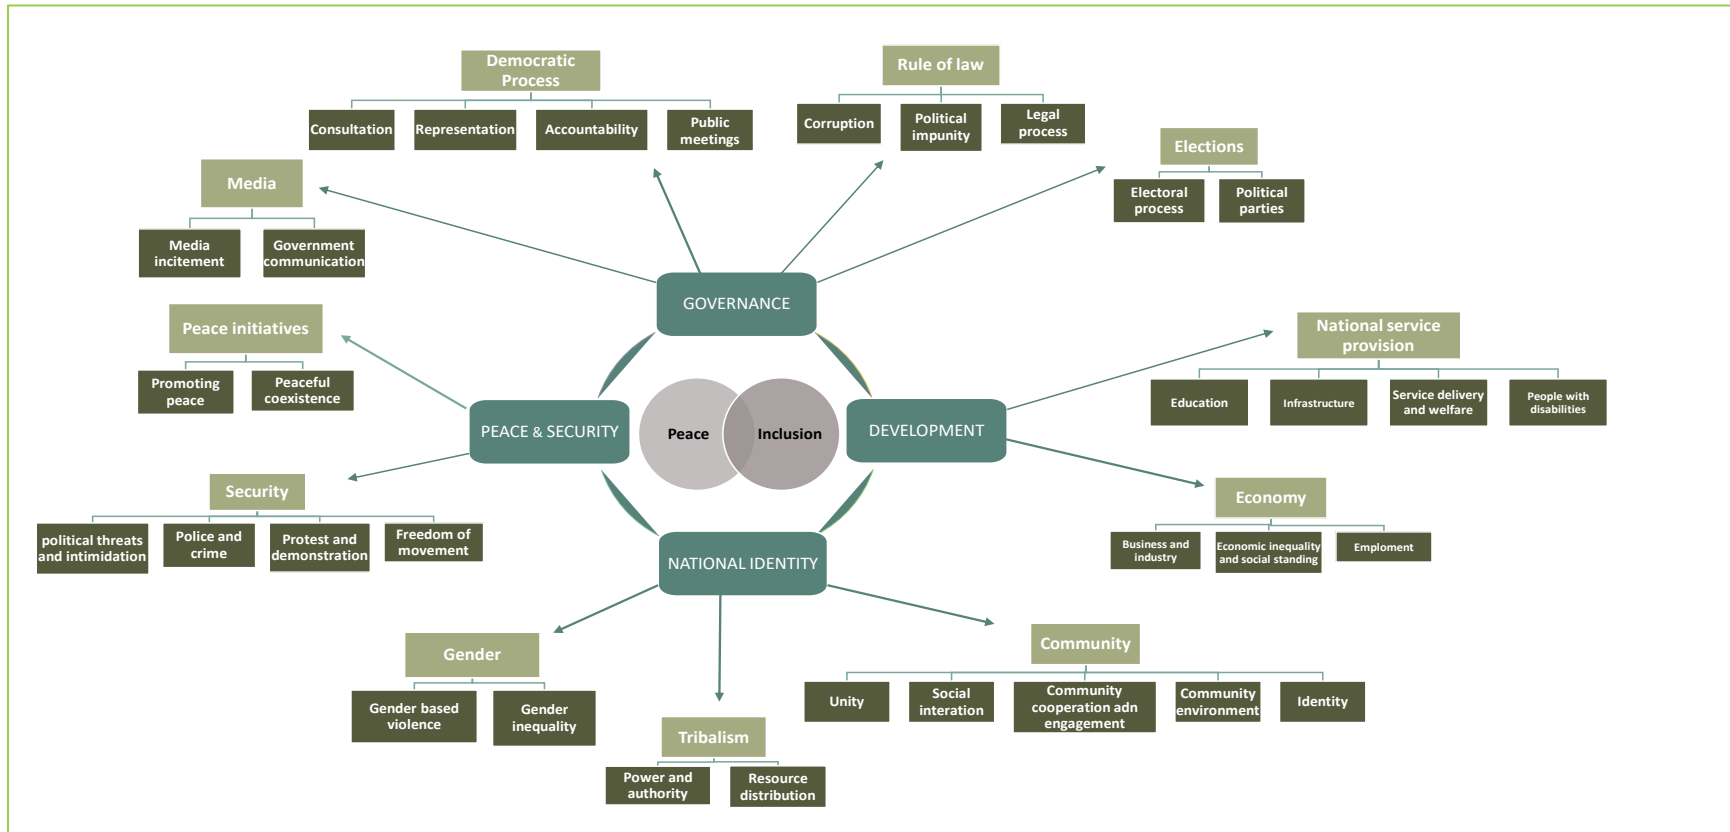 Democratic
Process
Consultation
Representation
Accountability
Public
meetings
Rule of law
Corruption
Political
impunity
Legal
process
Elections
Electoral
process
Political
parties
Media
Media
incitement
Government
communication
GOVERNANCE
Peace initiatives
Promoting
peace
Peaceful
coexistence
National service
provision
Education
Infrastructure
Service delivery
and welfare
People with
disabilities
PEACE & SECURITY
Peace
Inclusion
DEVELOPMENT
Security
political threats
and intimidation
Police and
crime
Protest and
demonstration
Freedom of
movement
Economy
Business and
industry
Economic inequality
and social standing
Emploment
NATIONAL IDENTITY
Gender
Gender based
violence
Gender
inequality
Tribalism
Power and
authority
Resource
distribution
Community
Unity
Social
interation
Community
cooperation adn
engagement
Community
environment
Identity